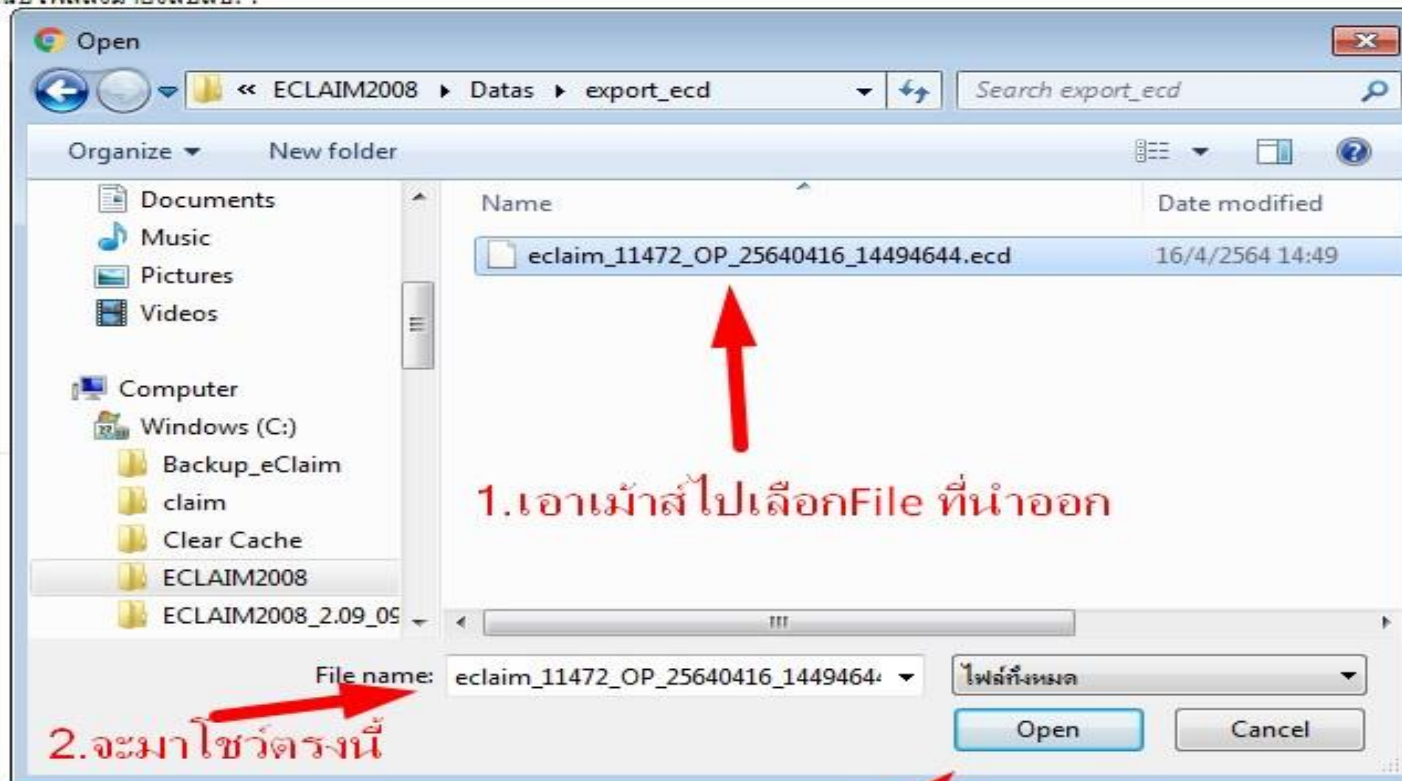 Open
« ECLAIM2008 ▸ Datas ▸ export_ecd
Search export_ecd
Organize
New folder
Documents
Music
Pictures
Videos
Computer
Windows (C:)
Backup_eClaim
claim
Clear Cache
ECLAIM2008
ECLAIM2008_2.09_09
Name
Date modified
eclaim_11472_OP_25640416_14494644.ecd
16/4/2564 14:49
1.เอาเม้าส์ไปเลือกFile ที่นำออก
File name:
eclaim_11472_OP_25640416_1449464
ไฟล์ทั้งหมด
2.จะมาโชว์ตรงนี้
Open
Cancel